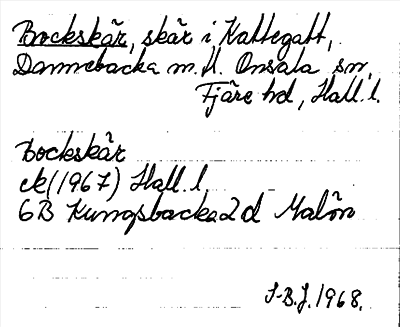 Bockskär, skär i Kattegatt,
Dannebacka m.fl. Onsala sn,
Fjäre hd, Hall. l.
Bockskär
ek (1967) Hall. l.
6B Kungsbacka 2d Malön
S-B.J. 1968.